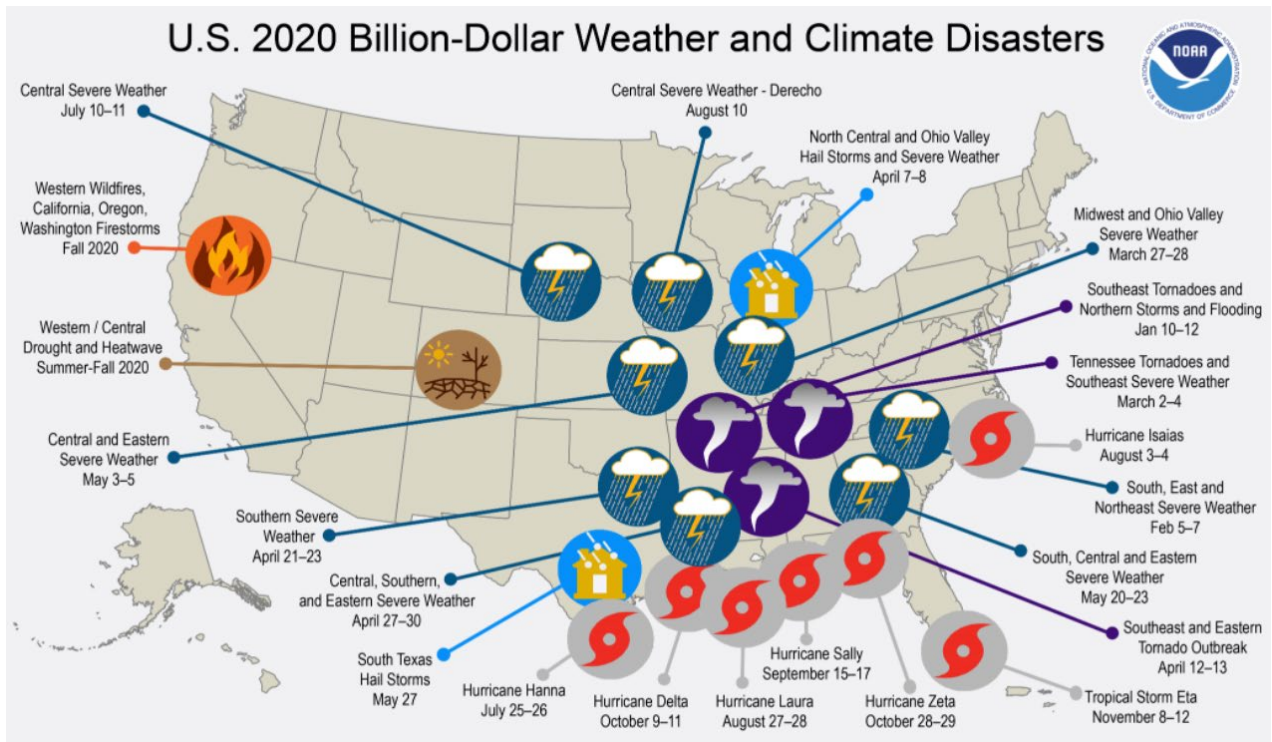 U.S. 2020 Billion-Dollar Weather and Climate Disasters
NATIONAL OCEANIC AND ATMOSPHERIC ADMINISTRATION
NOAA
U.S. DEPARTMENT OF COMMERCE
Central Severe Weather
July 10–11
Central Severe Weather - Derecho
August 10
North Central and Ohio Valley
Hail Storms and Severe Weather
April 7–8
Western Wildfires,
California, Oregon,
Washington Firestorms
Fall 2020
Midwest and Ohio Valley
Severe Weather
March 27–28
Southeast Tornadoes and
Northern Storms and Flooding
Jan 10–12
Western / Central
Drought and Heatwave
Summer-Fall 2020
Tennessee Tornadoes and
Southeast Severe Weather
March 2–4
Central and Eastern
Severe Weather
May 3–5
Hurricane Isaias
August 3–4
South, East and
Northeast Severe Weather
Feb 5–7
Southern Severe
Weather
April 21–23
South, Central and Eastern
Severe Weather
May 20–23
Central, Southern,
and Eastern Severe Weather
April 27–30
Southeast and Eastern
Tornado Outbreak
April 12–13
South Texas
Hail Storms
May 27
Hurricane Hanna
July 25–26
Hurricane Delta
October 9–11
Hurricane Laura
August 27–28
Hurricane Sally
September 15–17
Hurricane Zeta
October 28–29
Tropical Storm Eta
November 8–12